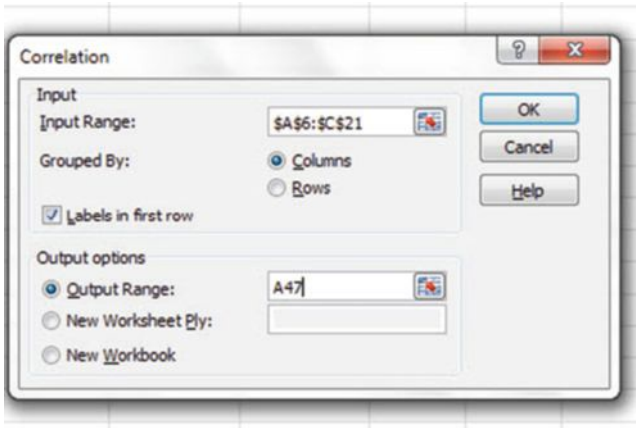 Correlation
Input
Input Range: $A$6:$C$21
Grouped By: Columns
Rows
Labels in first row
Output options
Output Range: A47
New Worksheet Ply:
New Workbook
OK
Cancel
Help